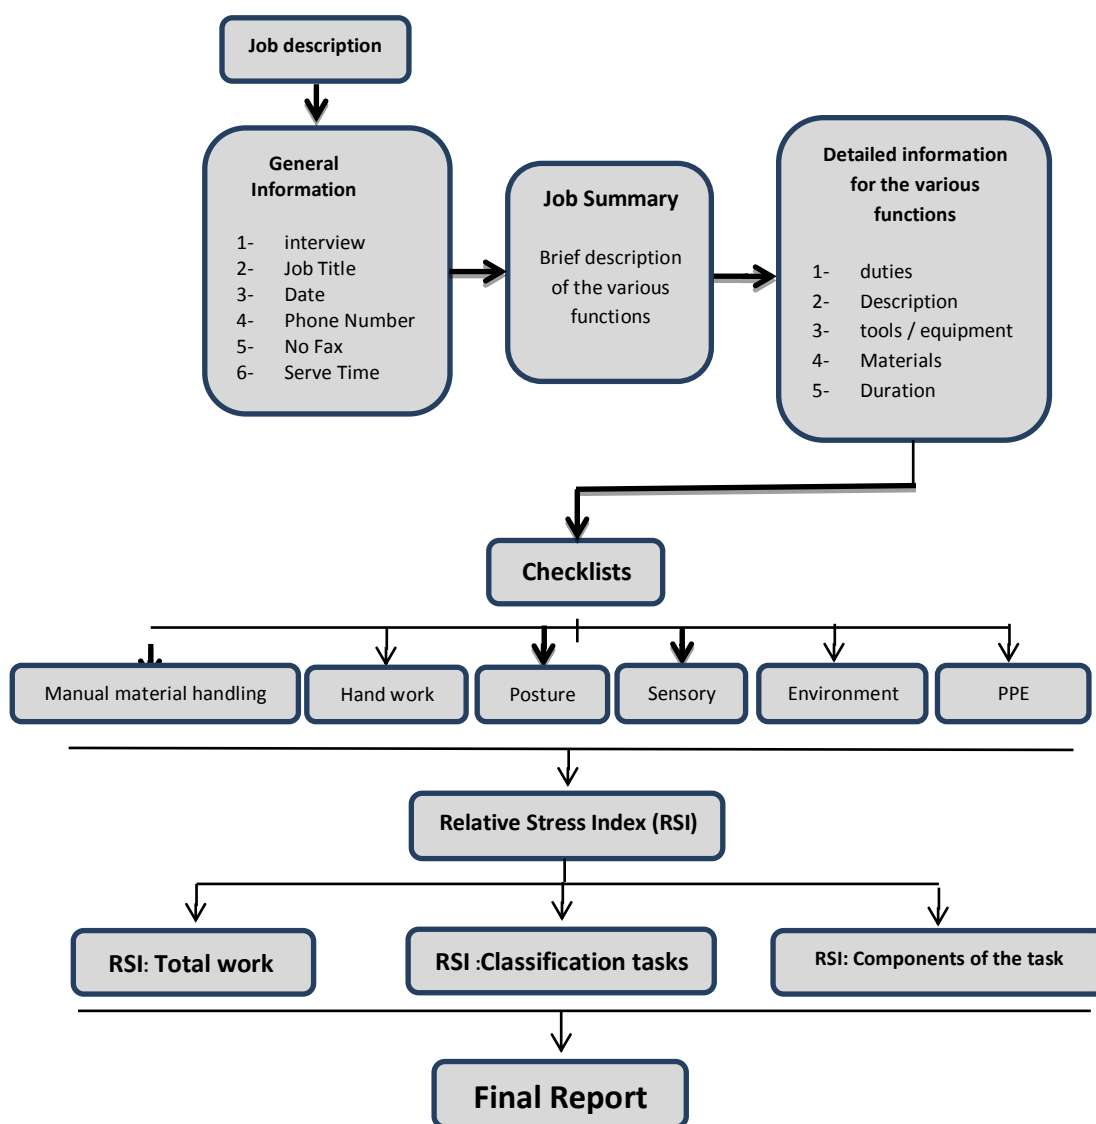 Job description
General
Information
1- interview
2- Job Title
3- Date
4- Phone Number
5- No Fax
6- Serve Time
Job Summary
Brief description
of the various
functions
Detailed information
for the various
functions
1- duties
2- Description
3- tools / equipment
4- Materials
5- Duration
Checklists
Manual material handling
Hand work
Posture
Sensory
Environment
PPE
Relative Stress Index (RSI)
RSI: Total work
RSI :Classification tasks
RSI: Components of the task
Final Report